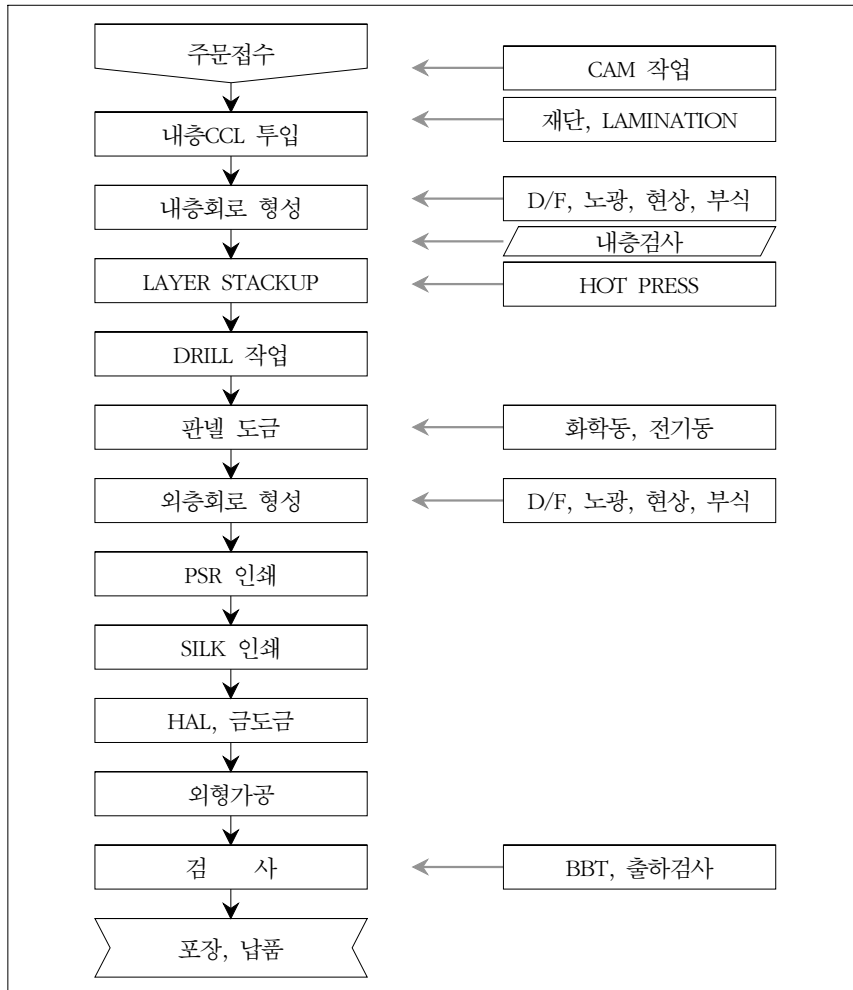 주문접수
CAM 작업
내층CCL 투입
재단, LAMINATION
내층회로 형성
D/F, 노광, 현상, 부식
내층검사
LAYER STACKUP
HOT PRESS
DRILL 작업
판넬 도금
화학동, 전기동
외층회로 형성
D/F, 노광, 현상, 부식
PSR 인쇄
SILK 인쇄
HAL, 금도금
외형가공
검 사
BBT, 출하검사
포장, 납품